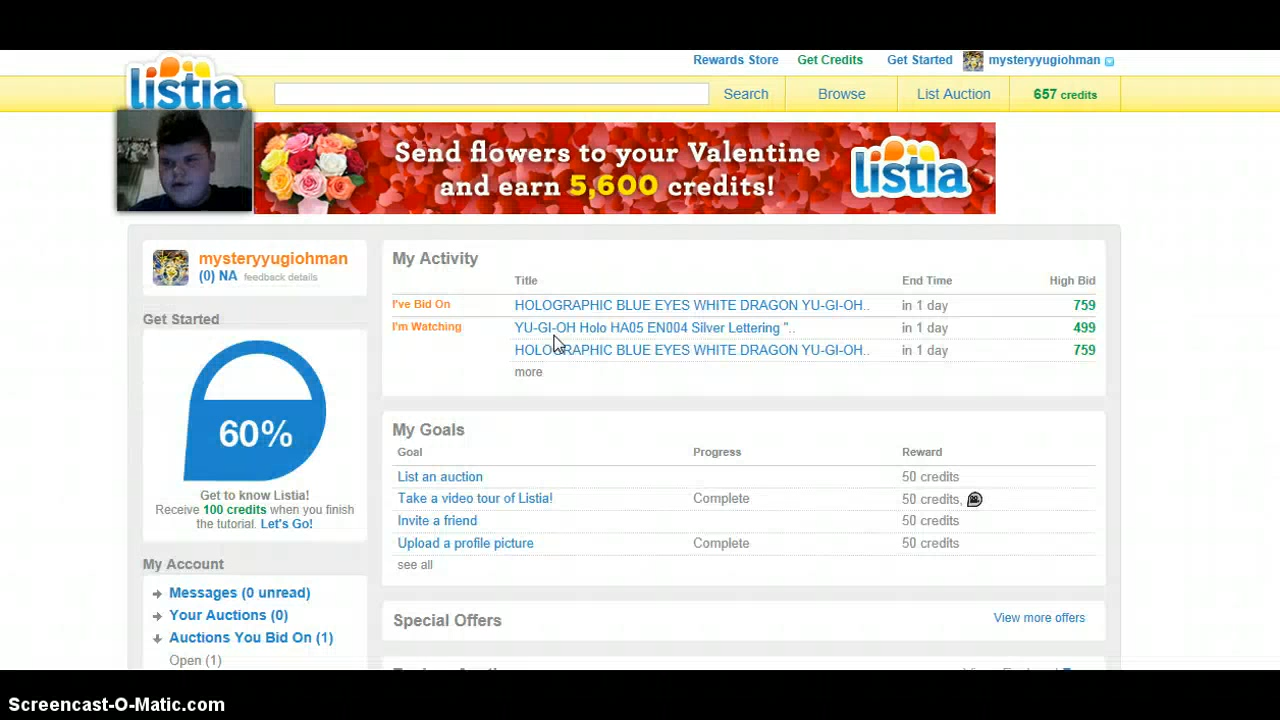 Rewards Store Get Credits Get Started mysteryyugiohman
listia
Search Browse List Auction 657 credits
Send flowers to your Valentine
and earn 5,600 credits!
listia
mysteryyugiohman
(0) NA feedback details
My Activity
Title End Time High Bid
I've Bid On HOLOGRAPHIC BLUE EYES WHITE DRAGON YU-GI-OH.. in 1 day 759
I'm Watching YU-GI-OH Holo HA05 EN004 Silver Lettering ".. in 1 day 499
HOLOGRAPHIC BLUE EYES WHITE DRAGON YU-GI-OH.. in 1 day 759
more
Get Started
60%
Get to know Listia!
Receive 100 credits when you finish
the tutorial. Let's Go!
My Goals
Goal Progress Reward
List an auction 50 credits
Take a video tour of Listia! Complete 50 credits,
Invite a friend 50 credits
Upload a profile picture Complete 50 credits
see all
My Account
Messages (0 unread)
Your Auctions (0)
Auctions You Bid On (1)
Open (1)
Special Offers View more offers
Screencast-O-Matic.com